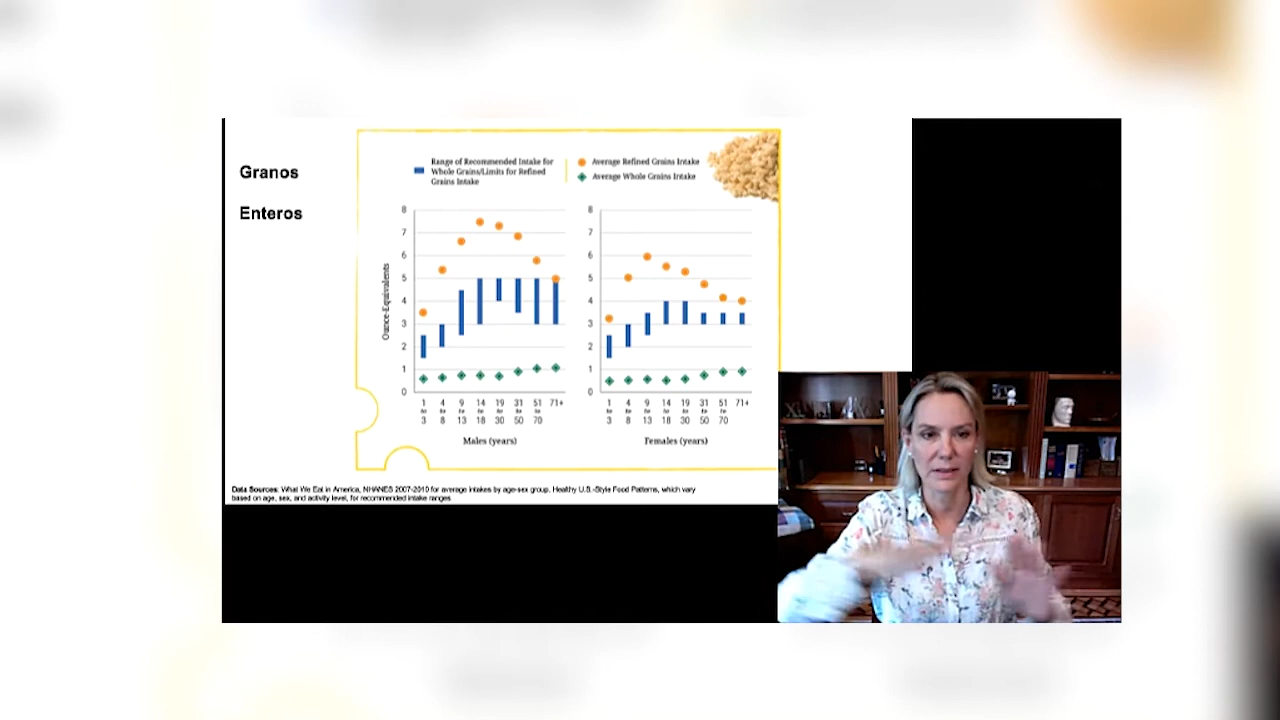 Granos
Enteros
Range of Recommended Intake for
Whole Grains/Limits for Refined
Grains Intake
Average Refined Grains Intake
Average Whole Grains Intake
Ounce-Equivalents
8
7
6
5
4
3
2
1
0
1 to 3
4 to 8
9 to 13
14 to 18
19 to 30
31 to 50
51 to 70
71+
Males (years)
8
7
6
5
4
3
2
1
0
1 to 3
4 to 8
9 to 13
14 to 18
19 to 30
31 to 50
51 to 70
71+
Females (years)
Data Sources: What We Eat in America, NHANES 2007-2010 for average intakes by age-sex group. Healthy U.S.-Style Food Patterns, which vary
based on age, sex, and activity level, for recommended intake ranges